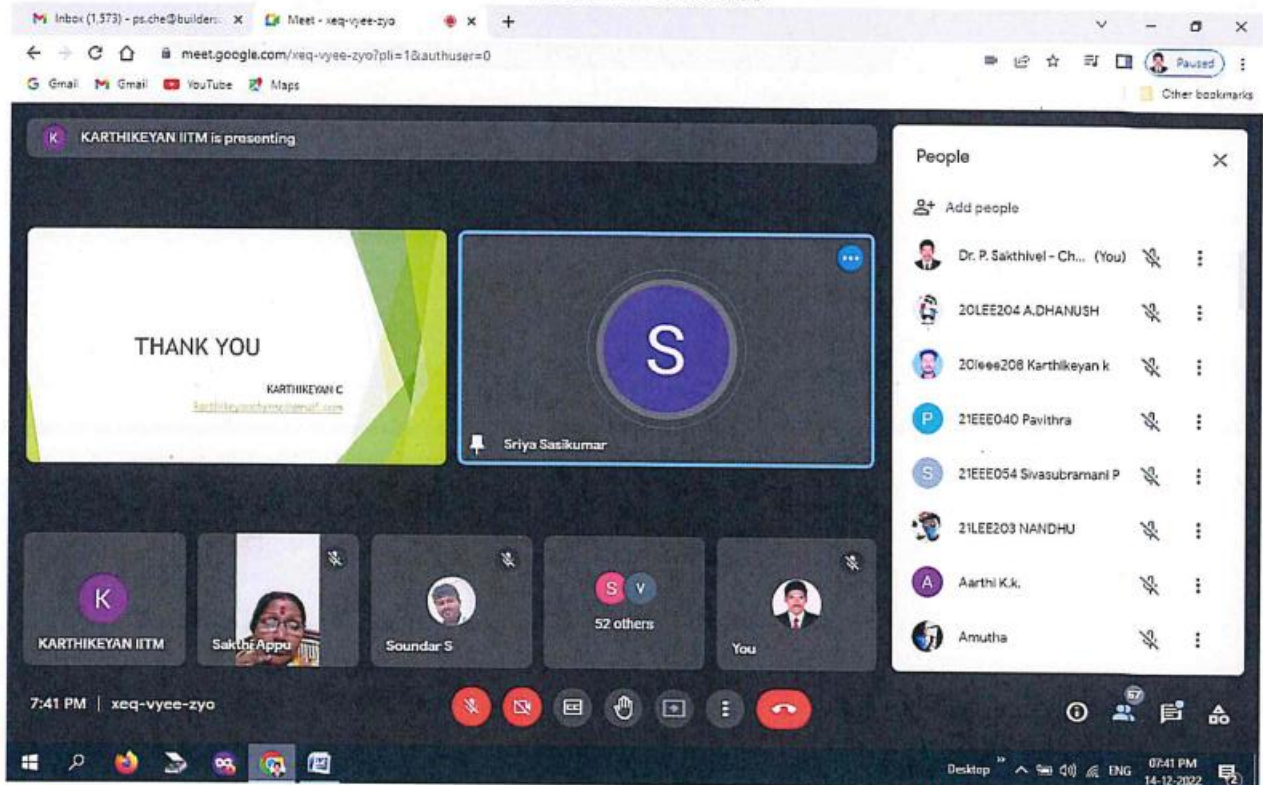 Inbox (1,573) - ps.che@builders:
Meet - xeq-vyee-zyo
meet.google.com/xeq-vyee-zyo?pli=1&authuser=0
Paused
Gmail
Gmail
YouTube
Maps
Other bookmarks
K KARTHIKEYAN IITM is presenting
THANK YOU
KARTHIKEYAN C
S
Sriya Sasikumar
K
KARTHIKEYAN IITM
Sakthi Appu
Soundar S
S V
52 others
You
People
Add people
Dr. P. Sakthivel - Ch... (You)
20LEE204 A.DHANUSH
20leee208 Karthikeyan k
P 21EEE040 Pavithra
S 21EEE054 Sivasubramani P
21LEE203 NANDHU
A Aarthi K.k.
Amutha
7:41 PM | xeq-vyee-zyo
CC
57
Desktop
ENG
07:41 PM
14-12-2022
2